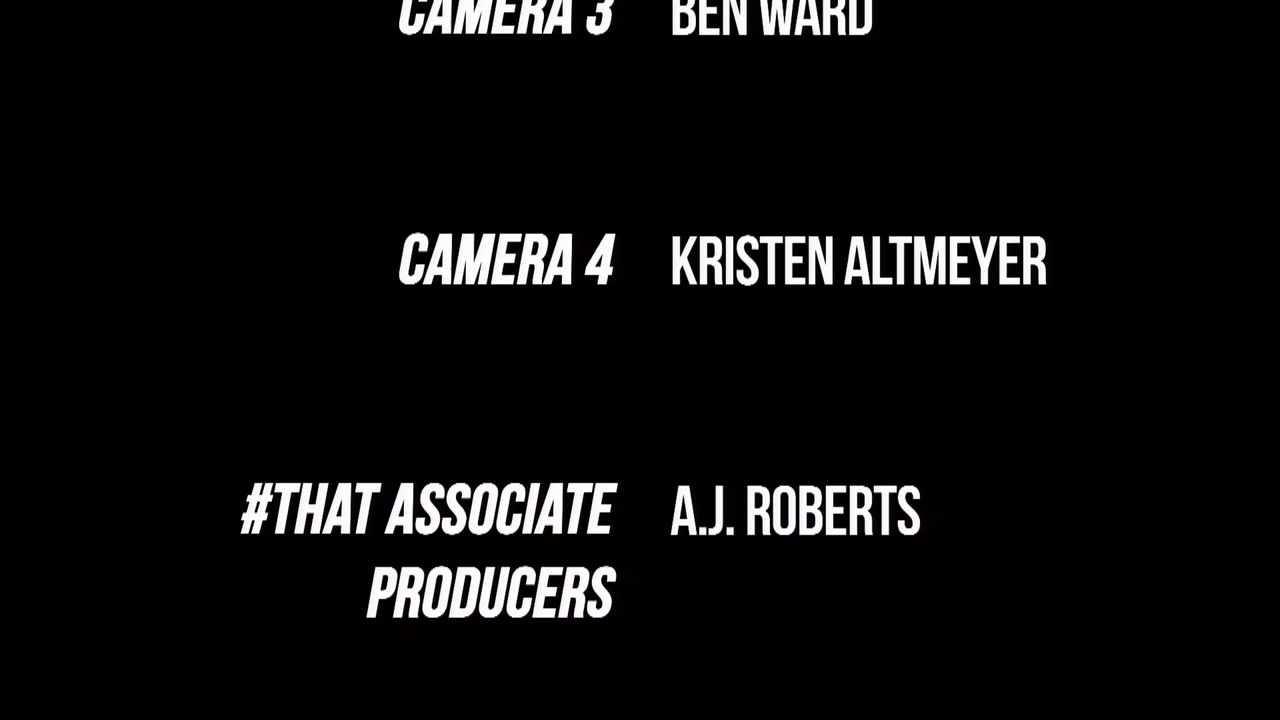 CAMERA 3 BEN WARD
CAMERA 4 KRISTEN ALTMEYER
#THAT ASSOCIATE A.J. ROBERTS
PRODUCERS